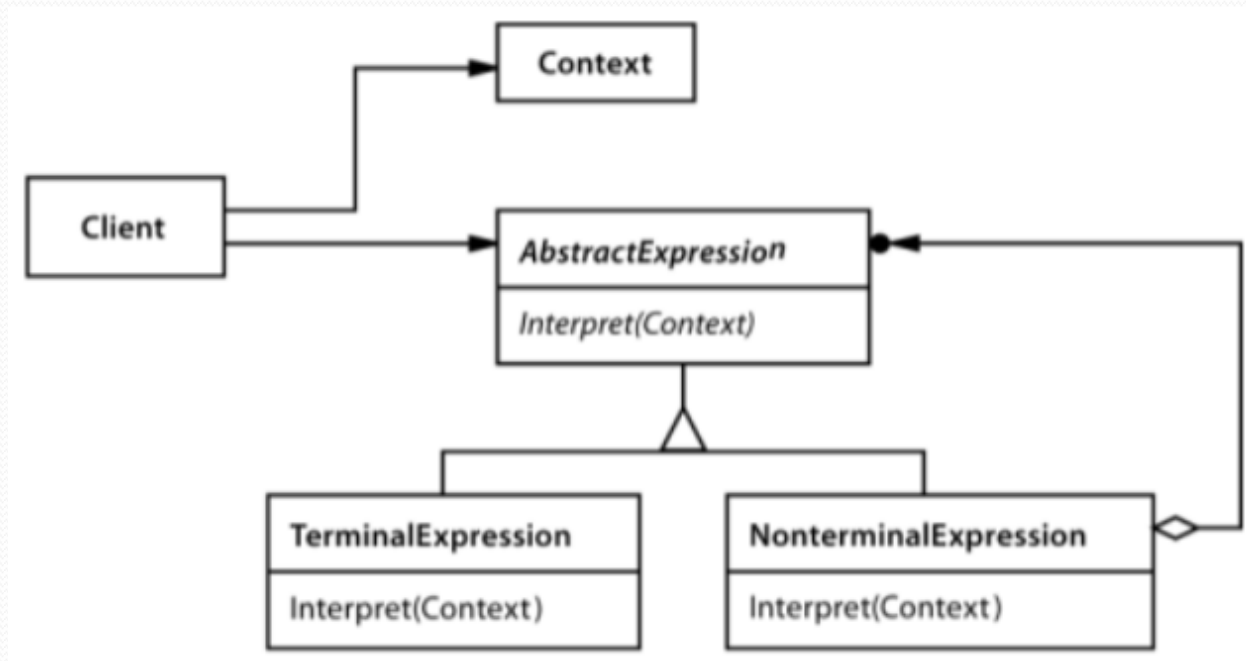 Context
Client
AbstractExpression
Interpret(Context)
TerminalExpression
Interpret(Context)
NonterminalExpression
Interpret(Context)